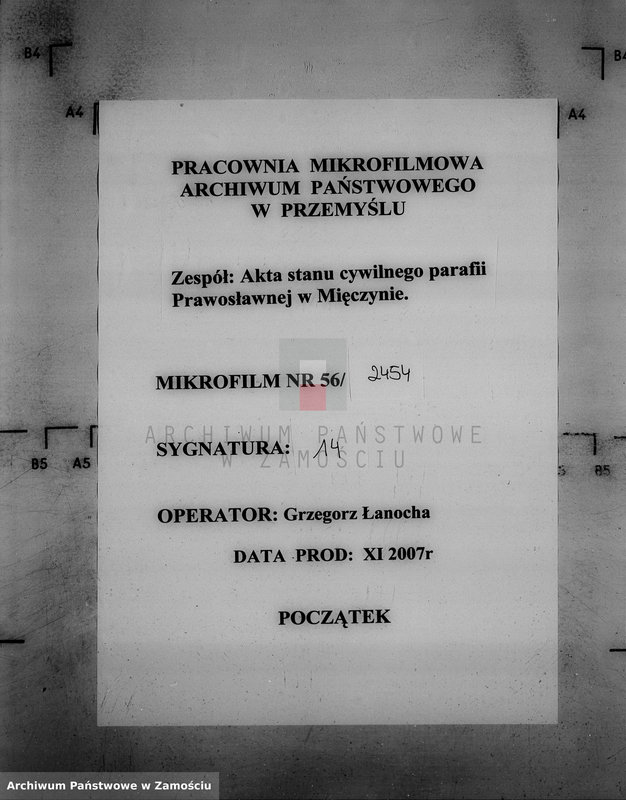 B4
B4
A4
A4
PRACOWNIA MIKROFILMOWA
ARCHIWUM PAŃSTWOWEGO
W PRZEMYŚLU
Zespół: Akta stanu cywilnego parafii
Prawosławnej w Mięczynie.
MIKROFILM NR 56/ 2454
ARCHIWUM PAŃSTWOWE
W ZAMOŚCIU
SYGNATURA: 14
B5 A5
B5
OPERATOR: Grzegorz Łanocha
DATA PROD: XI 2007r
POCZĄTEK
Archiwum Państwowe w Zamościu